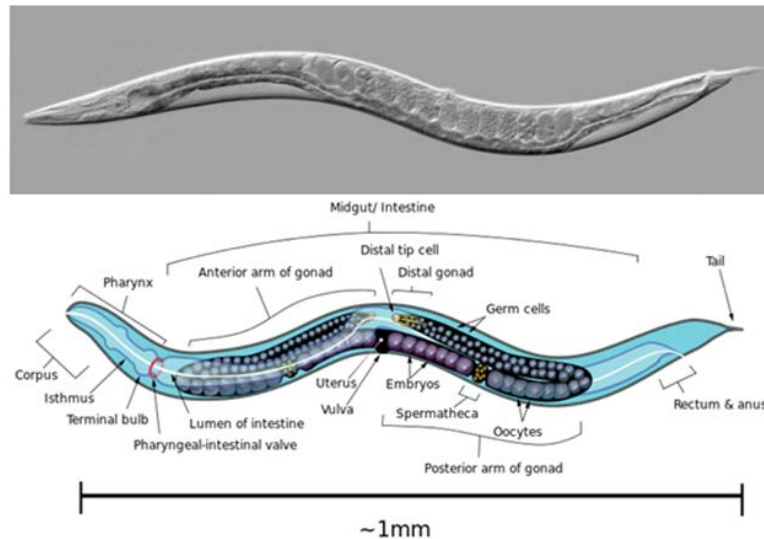 Midgut/ Intestine
Distal tip cell
Tail
Anterior arm of gonad
Distal gonad
Pharynx
Germ cells
Corpus
Isthmus
Terminal bulb
Pharyngeal-intestinal valve
Lumen of intestine
Uterus
Vulva
Embryos
Spermatheca
Oocytes
Rectum & anus
Posterior arm of gonad
~1mm